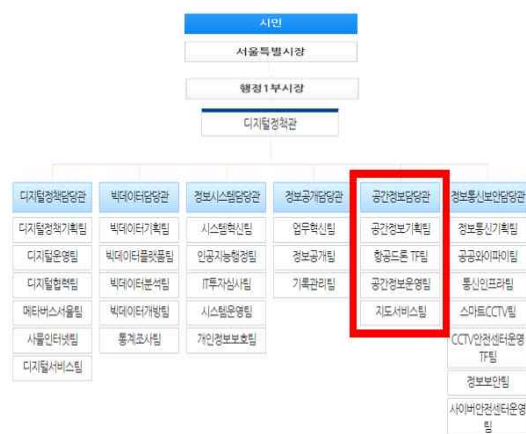 시민
서울특별시장
행정1부시장
디지털정책관
디지털정책담당관
디지털정책기획팀
디지털운영팀
디지털협력팀
메타버스서울팀
사물인터넷팀
디지털서비스팀
빅데이터담당관
빅데이터기획팀
빅데이터플랫폼팀
빅데이터분석팀
빅데이터개방팀
통계조사팀
정보시스템담당관
시스템혁신팀
인공지능행정팀
IT투자심사팀
시스템운영팀
개인정보보호팀
정보공개담당관
업무혁신팀
정보공개팀
기록관리팀
공간정보담당관
공간정보기획팀
항공드론 TF팀
공간정보운영팀
지도서비스팀
정보통신보안담당관
정보통신기획팀
공공와이파이팀
통신인프라팀
스마트CCTV팀
CCTV안전센터운영
TF팀
정보보안팀
사이버안전센터운영
팀